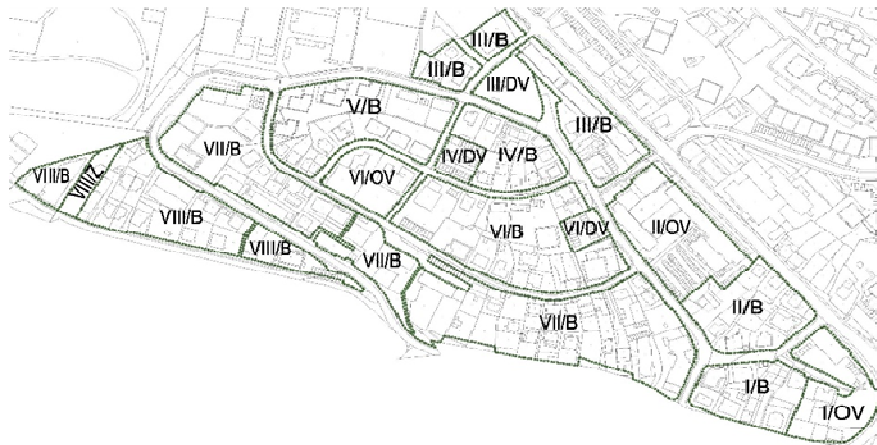 III/B
III/B
III/DV
V/B
III/B
VII/B
IV/DV
IV/B
VI/OV
VIII/B
VIII/Z
VIII/B
VI/B
VI/DV
II/OV
VIII/B
VII/B
II/B
VII/B
I/B
I/OV